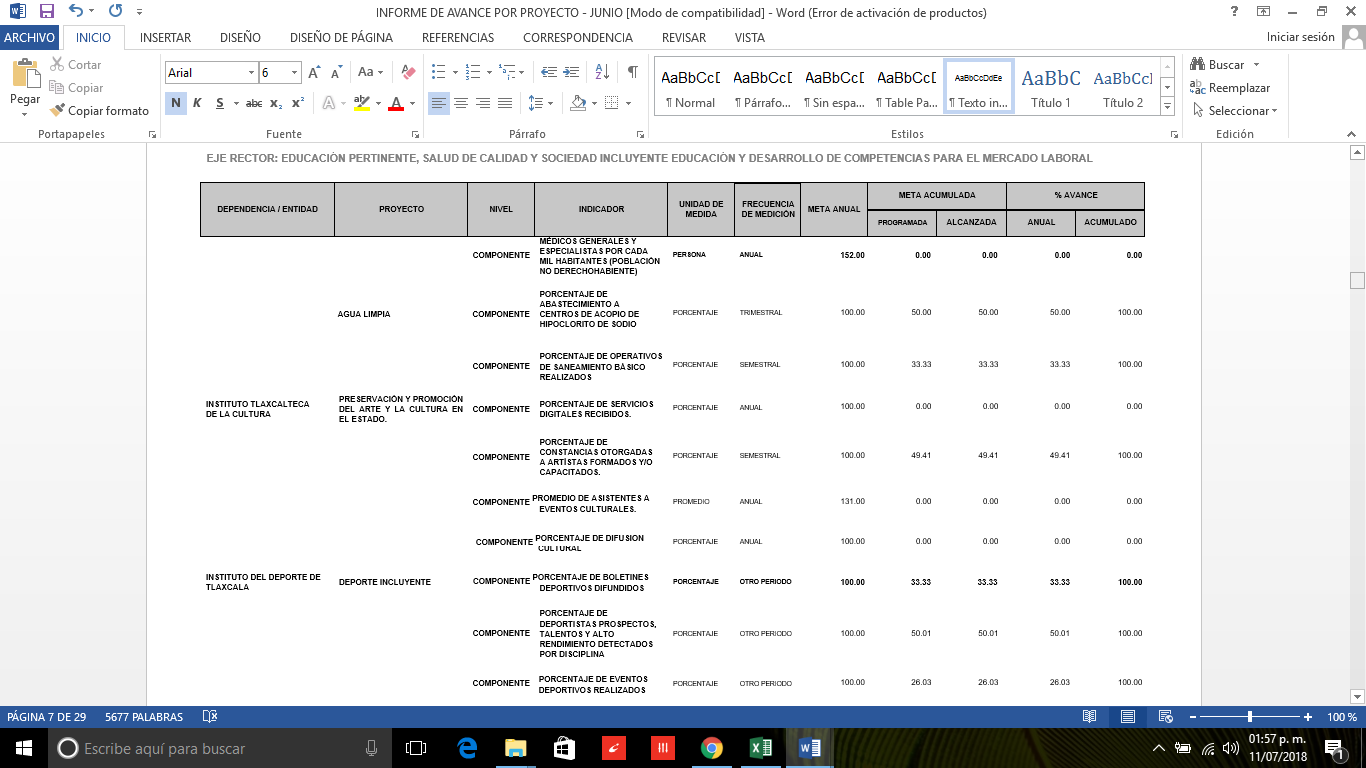 INFORME DE AVANCE POR PROYECTO - JUNIO [Modo de compatibilidad] - Word (Error de activación de productos)
ARCHIVO INICIO INSERTAR DISEÑO DISEÑO DE PÁGINA REFERENCIAS CORRESPONDENCIA REVISAR VISTA Iniciar sesión
Pegar
Cortar
Copiar
Copiar formato
Portapapeles
Arial 6
N K S abc x₂ x²
Fuente
Párrafo
AaBbCcD AaBbCcD AaBbCcD AaBbCcD AaBbCcDdEe AaBbC AaBbCcD
¶ Normal ¶ Párrafo... ¶ Sin espa... ¶ Table Pa... ¶ Texto in... Título 1 Título 2
Estilos
Buscar
Reemplazar
Seleccionar
Edición
EJE RECTOR: EDUCACIÓN PERTINENTE, SALUD DE CALIDAD Y SOCIEDAD INCLUYENTE EDUCACIÓN Y DESARROLLO DE COMPETENCIAS PARA EL MERCADO LABORAL
DEPENDENCIA / ENTIDAD PROYECTO NIVEL INDICADOR UNIDAD DE MEDIDA FRECUENCIA DE MEDICIÓN META ANUAL META ACUMULADA % AVANCE
PROGRAMADA ALCANZADA ANUAL ACUMULADO
MÉDICOS GENERALES Y
COMPONENTE ESPECIALISTAS POR CADA PERSONA ANUAL 152.00 0.00 0.00 0.00 0.00
MIL HABITANTES (POBLACIÓN
NO DERECHOHABIENTE)
PORCENTAJE DE
ABASTECIMIENTO A
AGUA LIMPIA COMPONENTE CENTROS DE ACOPIO DE PORCENTAJE TRIMESTRAL 100.00 50.00 50.00 50.00 100.00
HIPOCLORITO DE SODIO
PORCENTAJE DE OPERATIVOS
COMPONENTE DE SANEAMIENTO BÁSICO PORCENTAJE SEMESTRAL 100.00 33.33 33.33 33.33 100.00
REALIZADOS
INSTITUTO TLAXCALTECA PRESERVACIÓN Y PROMOCIÓN PORCENTAJE DE SERVICIOS
DE LA CULTURA DEL ARTE Y LA CULTURA EN COMPONENTE DIGITALES RECIBIDOS. PORCENTAJE ANUAL 100.00 0.00 0.00 0.00 0.00
EL ESTADO.
PORCENTAJE DE
CONSTANCIAS OTORGADAS
COMPONENTE A ARTÍSTAS FORMADOS Y/O PORCENTAJE SEMESTRAL 100.00 49.41 49.41 49.41 100.00
CAPACITADOS.
COMPONENTE PROMEDIO DE ASISTENTES A PROMEDIO ANUAL 131.00 0.00 0.00 0.00 0.00
EVENTOS CULTURALES.
COMPONENTE PORCENTAJE DE DIFUSION PORCENTAJE ANUAL 100.00 0.00 0.00 0.00 0.00
CULTURAL
INSTITUTO DEL DEPORTE DE DEPORTE INCLUYENTE COMPONENTE PORCENTAJE DE BOLETINES PORCENTAJE OTRO PERIODO 100.00 33.33 33.33 33.33 100.00
TLAXCALA DEPORTIVOS DIFUNDIDOS
PORCENTAJE DE
DEPORTISTAS PROSPECTOS,
COMPONENTE TALENTOS Y ALTO PORCENTAJE OTRO PERIODO 100.00 50.01 50.01 50.01 100.00
RENDIMIENTO DETECTADOS
POR DISCIPLINA
COMPONENTE PORCENTAJE DE EVENTOS PORCENTAJE OTRO PERIODO 100.00 26.03 26.03 26.03 100.00
DEPORTIVOS REALIZADOS
PÁGINA 7 DE 29 5677 PALABRAS 100 %
Escribe aquí para buscar
01:57 p. m.
11/07/2018